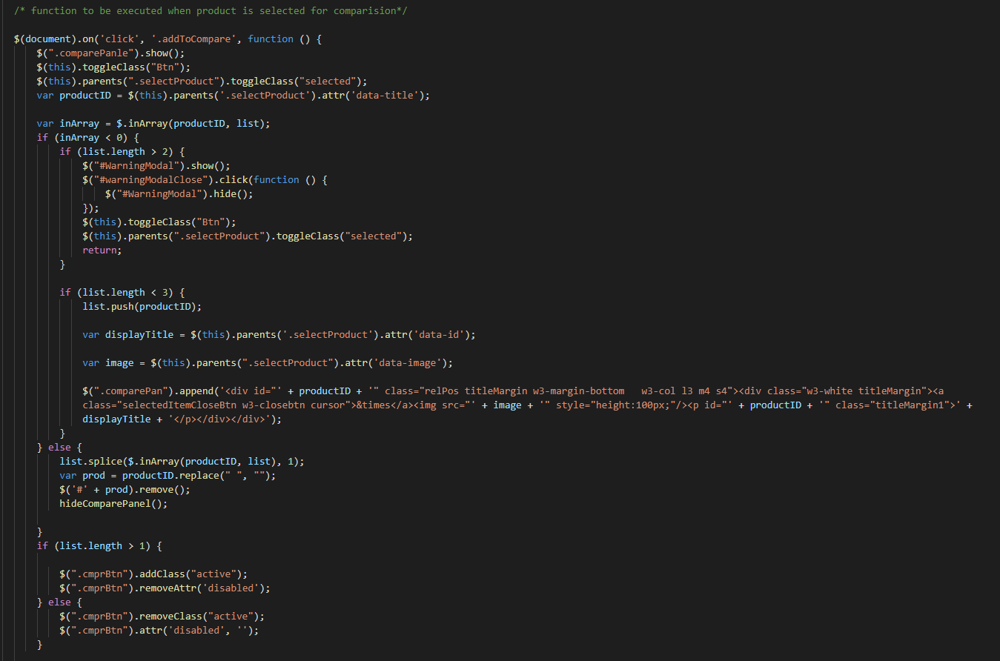 /* function to be executed when product is selected for comparision*/
$(document).on('click', '.addToCompare', function () {
$(".comparePanle").show();
$(this).toggleClass("Btn");
$(this).parents(".selectProduct").toggleClass("selected");
var productID = $(this).parents('.selectProduct').attr('data-title');
var inArray = $.inArray(productID, list);
if (inArray < 0) {
if (list.length > 2) {
$("#WarningModal").show();
$("#warningModalClose").click(function () {
$("#WarningModal").hide();
});
$(this).toggleClass("Btn");
$(this).parents(".selectProduct").toggleClass("selected");
return;
}
if (list.length < 3) {
list.push(productID);
var displayTitle = $(this).parents('.selectProduct').attr('data-id');
var image = $(this).parents(".selectProduct").attr('data-image');
$(".comparePan").append('<div id="' + productID + '" class="relPos titleMargin w3-margin-bottom   w3-col l3 m4 s4"><div class="w3-white titleMargin"><a
class="selectedItemCloseBtn w3-closebtn cursor">&times</a><img src="' + image + '" style="height:100px;"/><p id="' + productID + '" class="titleMargin1">' +
displayTitle + '</p></div></div>');
}
} else {
list.splice($.inArray(productID, list), 1);
var prod = productID.replace(" ", "");
$('#' + prod).remove();
hideComparePanel();
}
if (list.length > 1) {
$(".cmprBtn").addClass("active");
$(".cmprBtn").removeAttr('disabled');
} else {
$(".cmprBtn").removeClass("active");
$(".cmprBtn").attr('disabled', '');
}